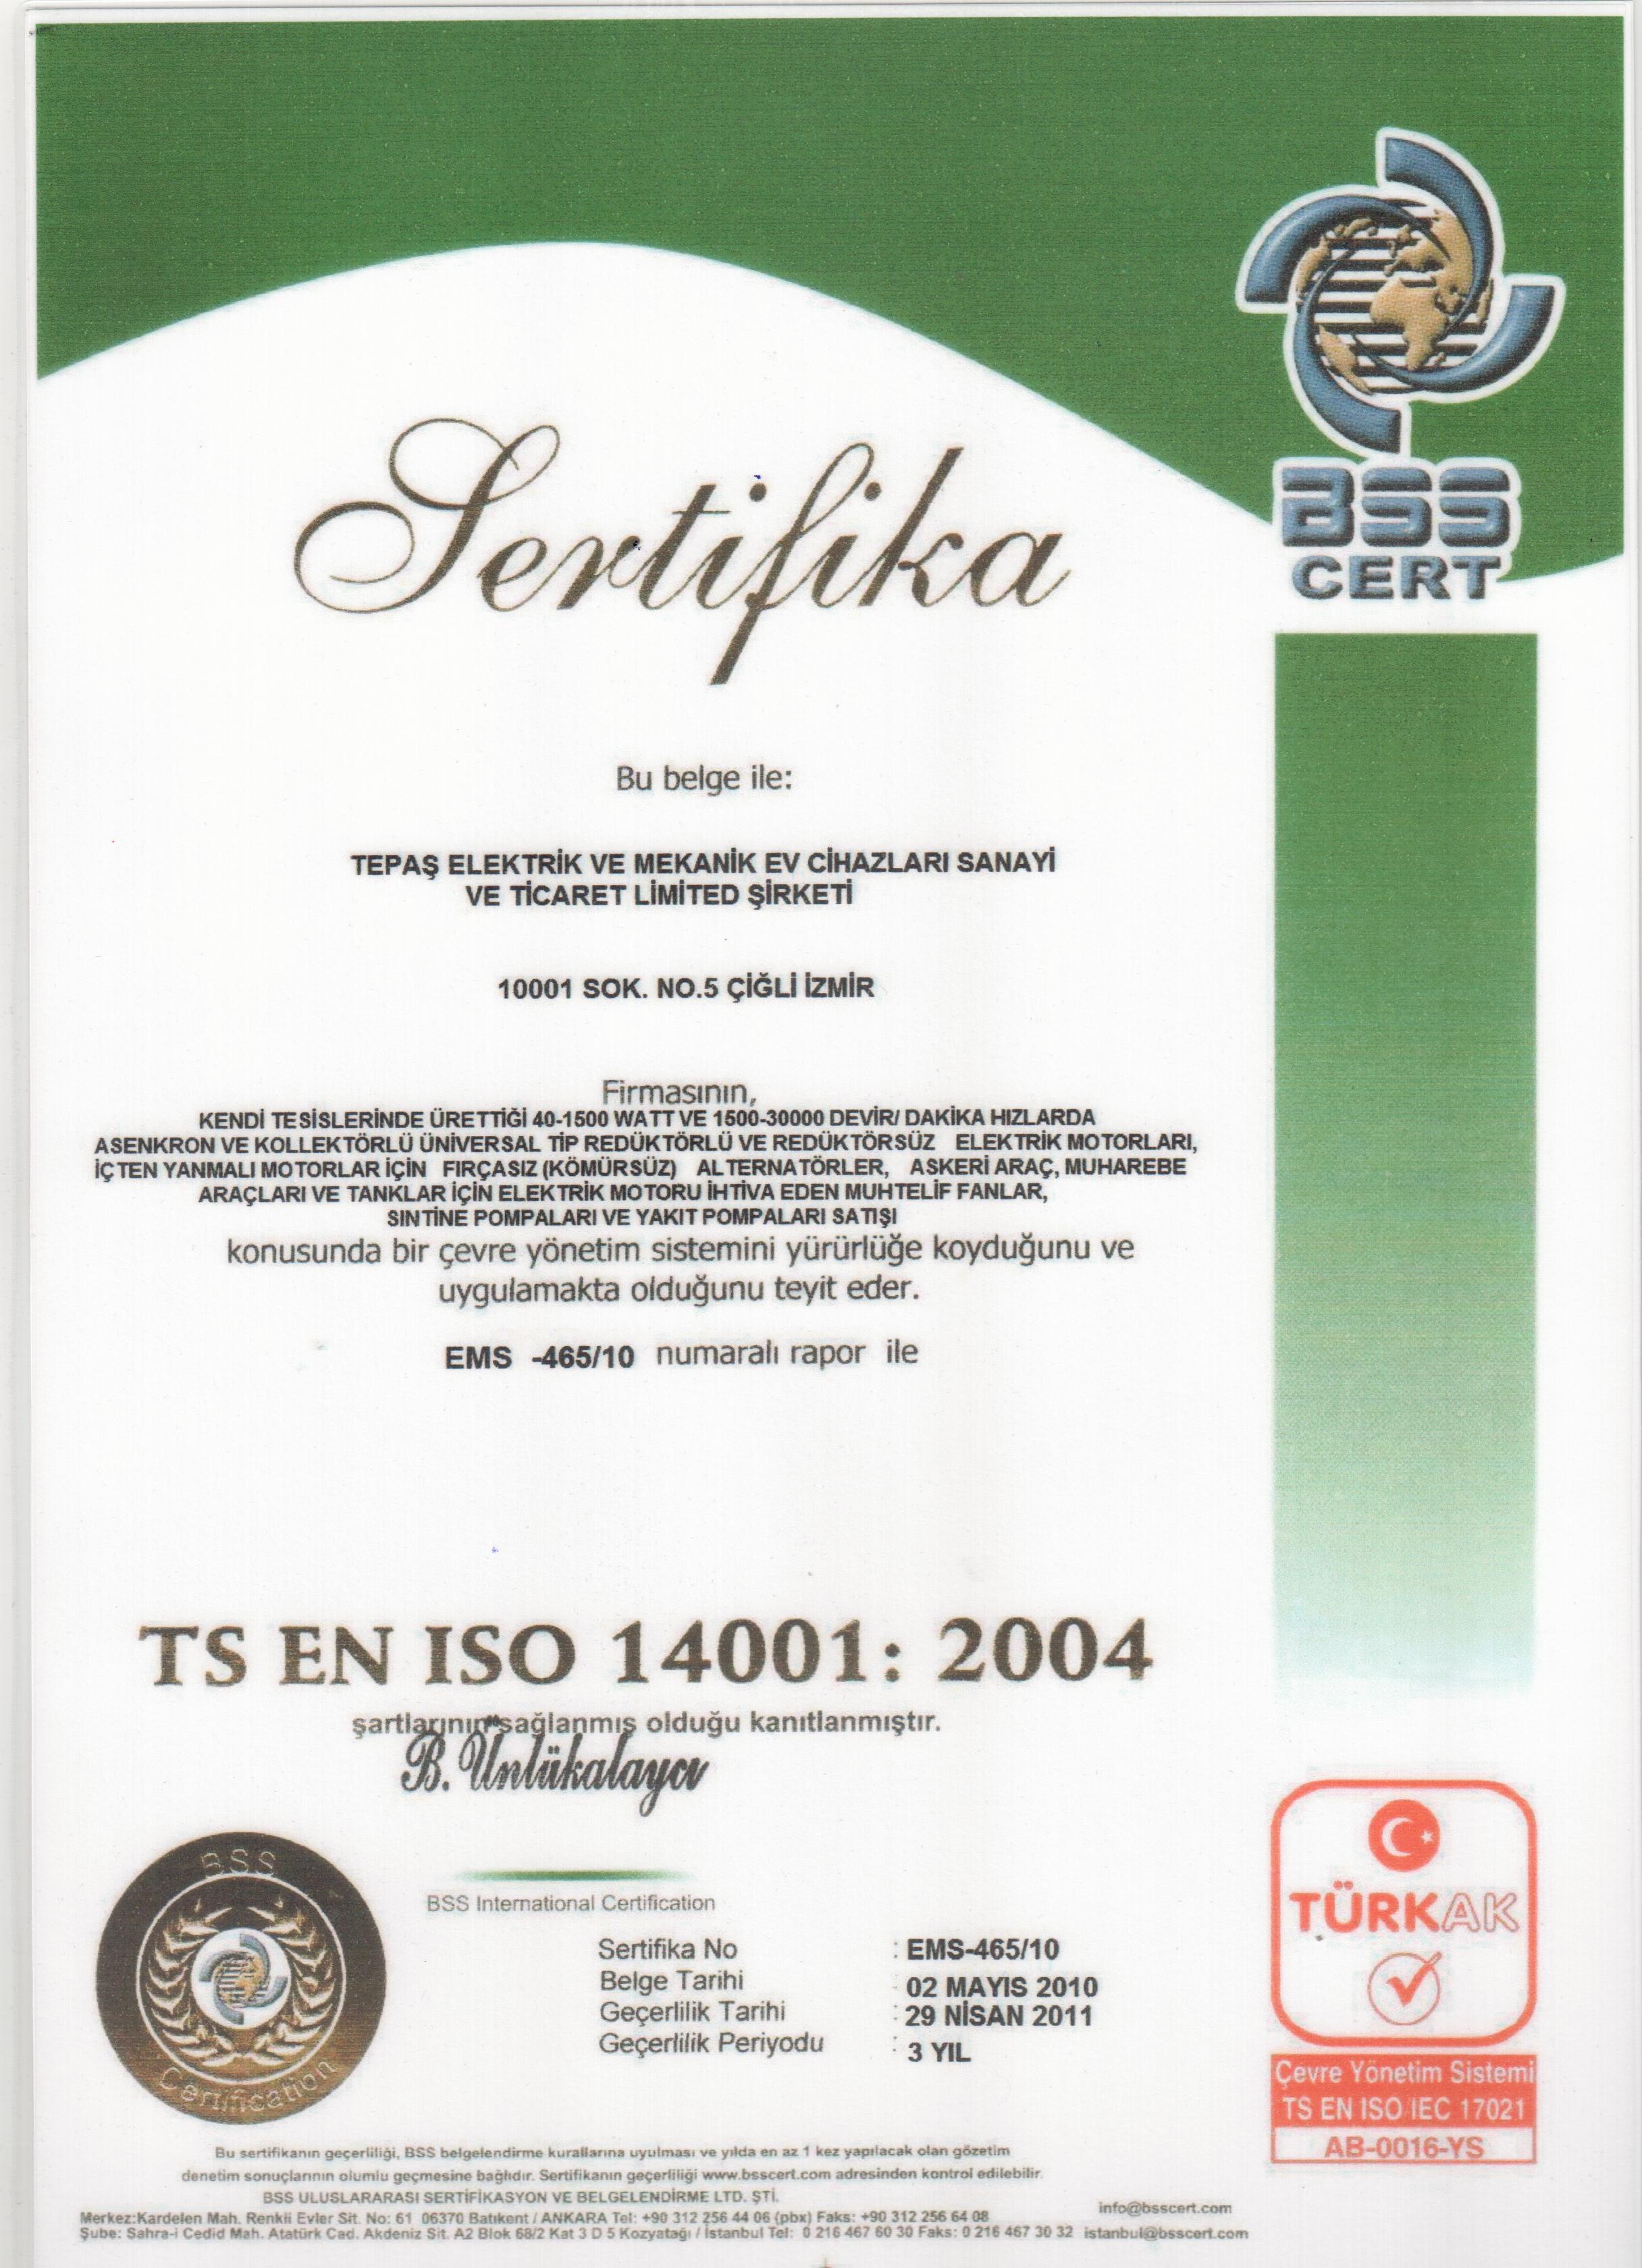 BSS
CERT
Sertifika
Bu belge ile:
TEPAŞ ELEKTRİK VE MEKANİK EV CİHAZLARI SANAYİ
VE TİCARET LİMİTED ŞİRKETİ
10001 SOK. NO.5 ÇİĞLİ İZMİR
Firmasının,
KENDİ TESİSLERİNDE ÜRETTİĞİ 40-1500 WATT VE 1500-30000 DEVİR/ DAKİKA HIZLARDA
ASENKRON VE KOLLEKTÖRLÜ ÜNİVERSAL TİP REDÜKTÖRLÜ VE REDÜKTÖRSÜZ ELEKTRİK MOTORLARI,
İÇTEN YANMALI MOTORLAR İÇİN FIRÇASIZ (KÖMÜRSÜZ) ALTERNATÖRLER, ASKERİ ARAÇ, MUHAREBE
ARAÇLARI VE TANKLAR İÇİN ELEKTRİK MOTORU İHTİVA EDEN MUHTELİF FANLAR,
SINTİNE POMPALARI VE YAKIT POMPALARI SATIŞI
konusunda bir çevre yönetim sistemini yürürlüğe koyduğunu ve
uygulamakta olduğunu teyit eder.
EMS -465/10 numaralı rapor ile
TS EN ISO 14001: 2004
şartlarının sağlanmış olduğu kanıtlanmıştır.
B. Ünlükalaycı
BSS International Certification
Sertifika No : EMS-465/10
Belge Tarihi : 02 MAYIS 2010
Geçerlilik Tarihi : 29 NİSAN 2011
Geçerlilik Periyodu : 3 YIL
BSS
Certification
TÜRKAK
Çevre Yönetim Sistemi
TS EN ISO/IEC 17021
AB-0016-YS
Bu sertifikanın geçerliliği, BSS belgelendirme kurallarına uyulması ve yılda en az 1 kez yapılacak olan gözetim
denetim sonuçlarının olumlu geçmesine bağlıdır. Sertifikanın geçerliliği www.bsscert.com adresinden kontrol edilebilir.
BSS ULUSLARARASI SERTİFİKASYON VE BELGELENDİRME LTD. ŞTİ.
Merkez:Kardelen Mah. Renkli Evler Sit. No: 61 06370 Batıkent / ANKARA Tel: +90 312 256 44 06 (pbx) Faks: +90 312 256 64 08 info@bsscert.com
Şube: Sahra-i Cedid Mah. Atatürk Cad. Akdeniz Sit. A2 Blok 68/2 Kat 3 D 5 Kozyatağı / İstanbul Tel: 0 216 467 60 30 Faks: 0 216 467 30 32 istanbul@bsscert.com